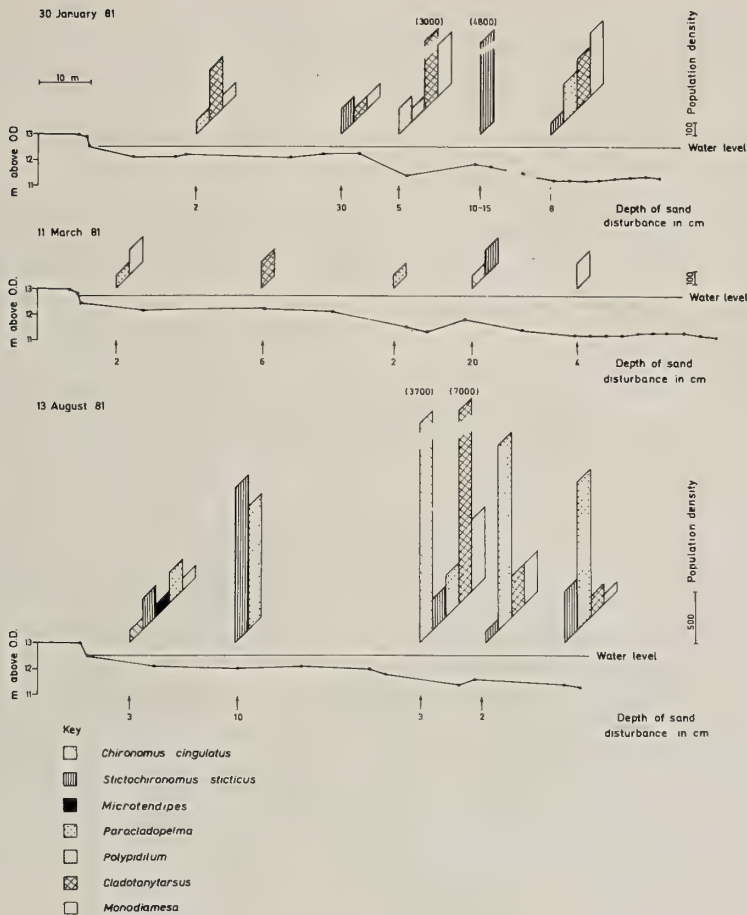 30 January 81
(3000) (4800)
10 m
Population density
100
13
12
11
m above O.D.
Water level
2 30 5 10-15 8
Depth of sand
disturbance in cm
11 March 81
100
13
12
11
m above O.D.
Water level
2 6 2 20 4
Depth of sand
disturbance in cm
13 August 81
(3700) (7000)
Population density
500
13
12
11
m above O.D.
Water level
3 10 3 2
Depth of sand
disturbance in cm
Key
Chironomus cingulatus
Stictochironomus sticticus
Microtendipes
Paracladopelma
Polypidilum
Cladotanytarsus
Monodiamesa